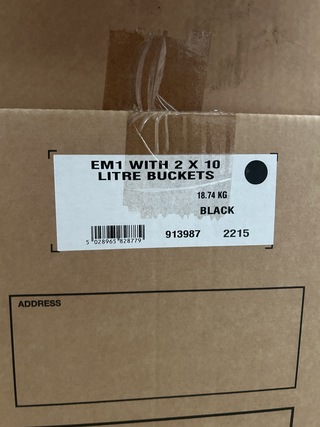 EM1 WITH 2 X 10
LITRE BUCKETS
18.74 KG
BLACK
5 028965 828779
913987 2215
ADDRESS